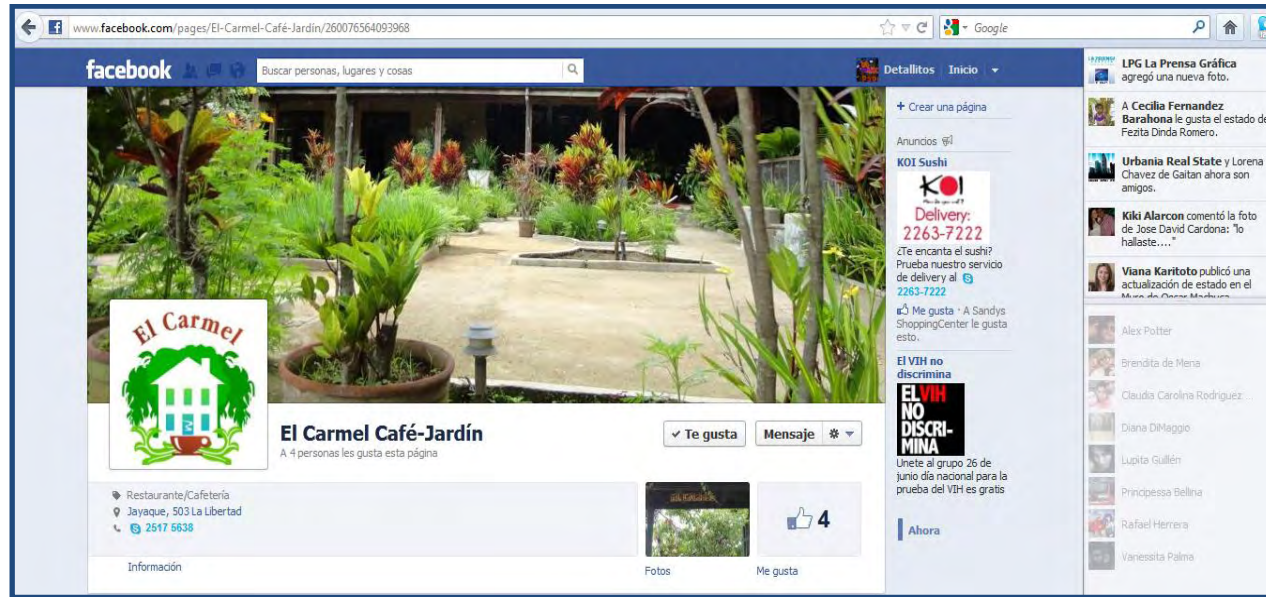 www.facebook.com/pages/El-Carmel-Café-Jardín/260076564093968
Google
facebook
Buscar personas, lugares y cosas
Detallitos Inicio
El Carmel
El Carmel Café-Jardín
A 4 personas les gusta esta página
Te gusta
Mensaje
Restaurante/Cafetería
Jayaque, 503 La Libertad
2517 5638
Información
Fotos
4
Me gusta
+ Crear una página
Anuncios
KOI Sushi
KOI
Delivery:
2263-7222
¿Te encanta el sushi?
Prueba nuestro servicio
de delivery al
2263-7222
Me gusta · A Sandys
ShoppingCenter le gusta
esto.
El VIH no
discrimina
EL VIH
NO
DISCRI-
MINA
Unete al grupo 26 de
junio día nacional para la
prueba del VIH es gratis
Ahora
LPG La Prensa Gráfica
agregó una nueva foto.
A Cecilia Fernandez
Barahona le gusta el estado de
Fezita Dinda Romero.
Urbania Real State y Lorena
Chavez de Gaitan ahora son
amigos.
Kiki Alarcon comentó la foto
de Jose David Cardona: "lo
hallaste...."
Viana Karitoto publicó una
actualización de estado en el
Muro de Oscar Machuca
Alex Potter
Brendita de Mena
Claudia Carolina Rodriguez ...
Diana DiMaggio
Lupita Guillén
Principessa Bellina
Rafael Herrera
Vanessita Palma